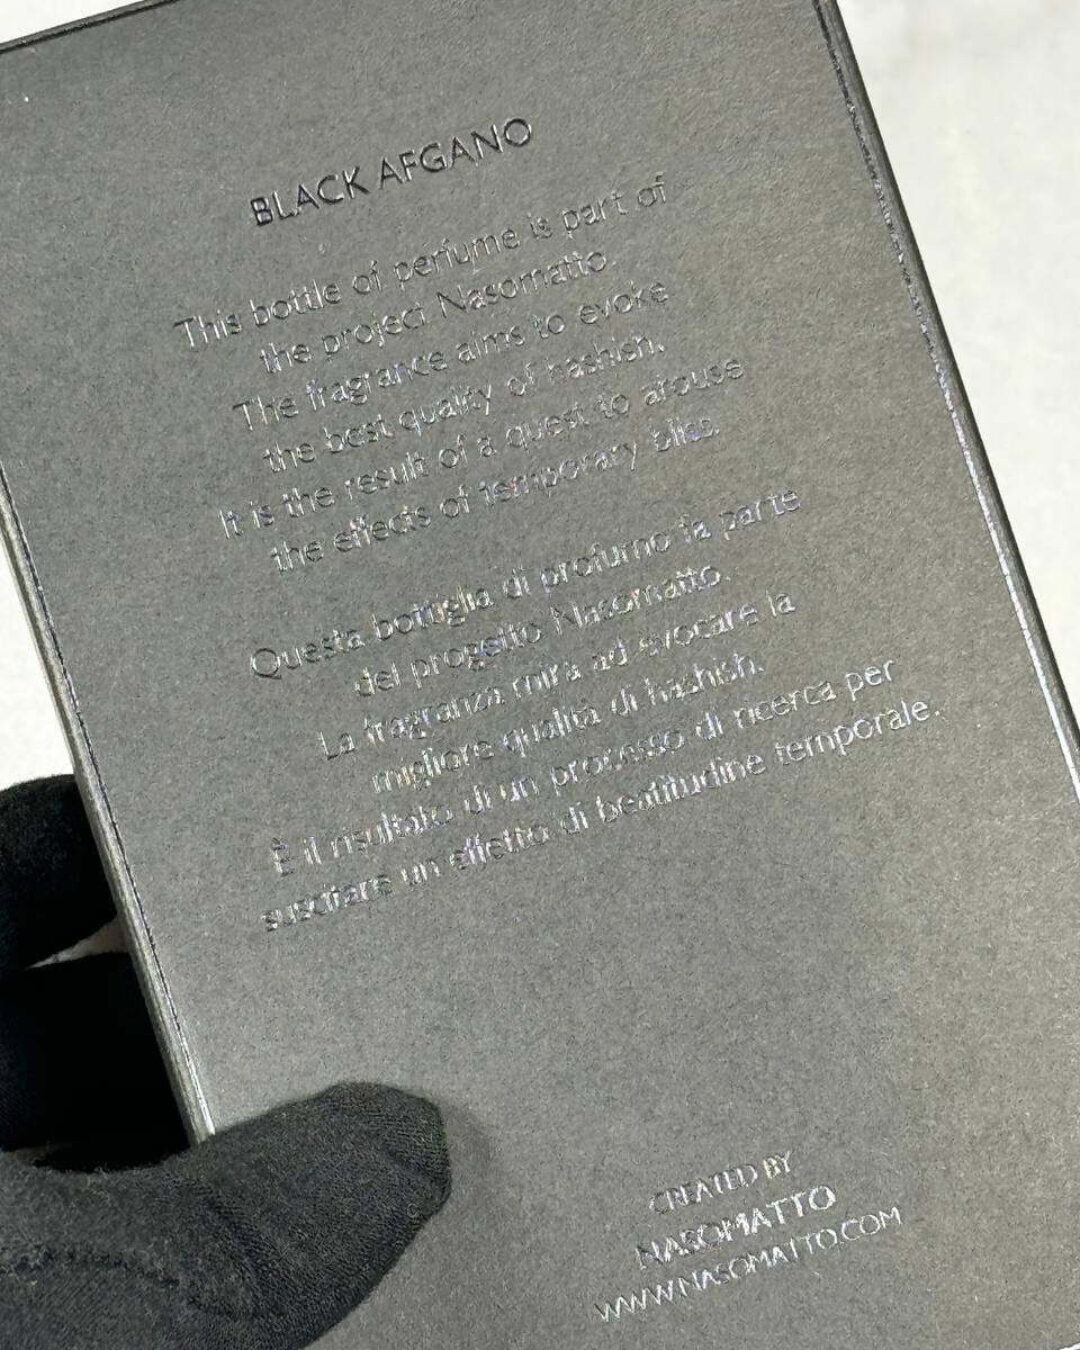 BLACK AFGANO
This bottle of perfume is part of
the project Nasomatto.
The fragrance aims to evoke
the best quality of hashish.
It is the result of a quest to arouse
the effects of temporary bliss.
Questa bottiglia di profumo fa parte
del progetto Nasomatto.
La fragranza mira ad evocare la
migliore qualità di hashish.
È il risultato di un processo di ricerca per
suscitare un effetto di beatitudine temporale.
CREATED BY
NASOMATTO
WWW.NASOMATTO.COM